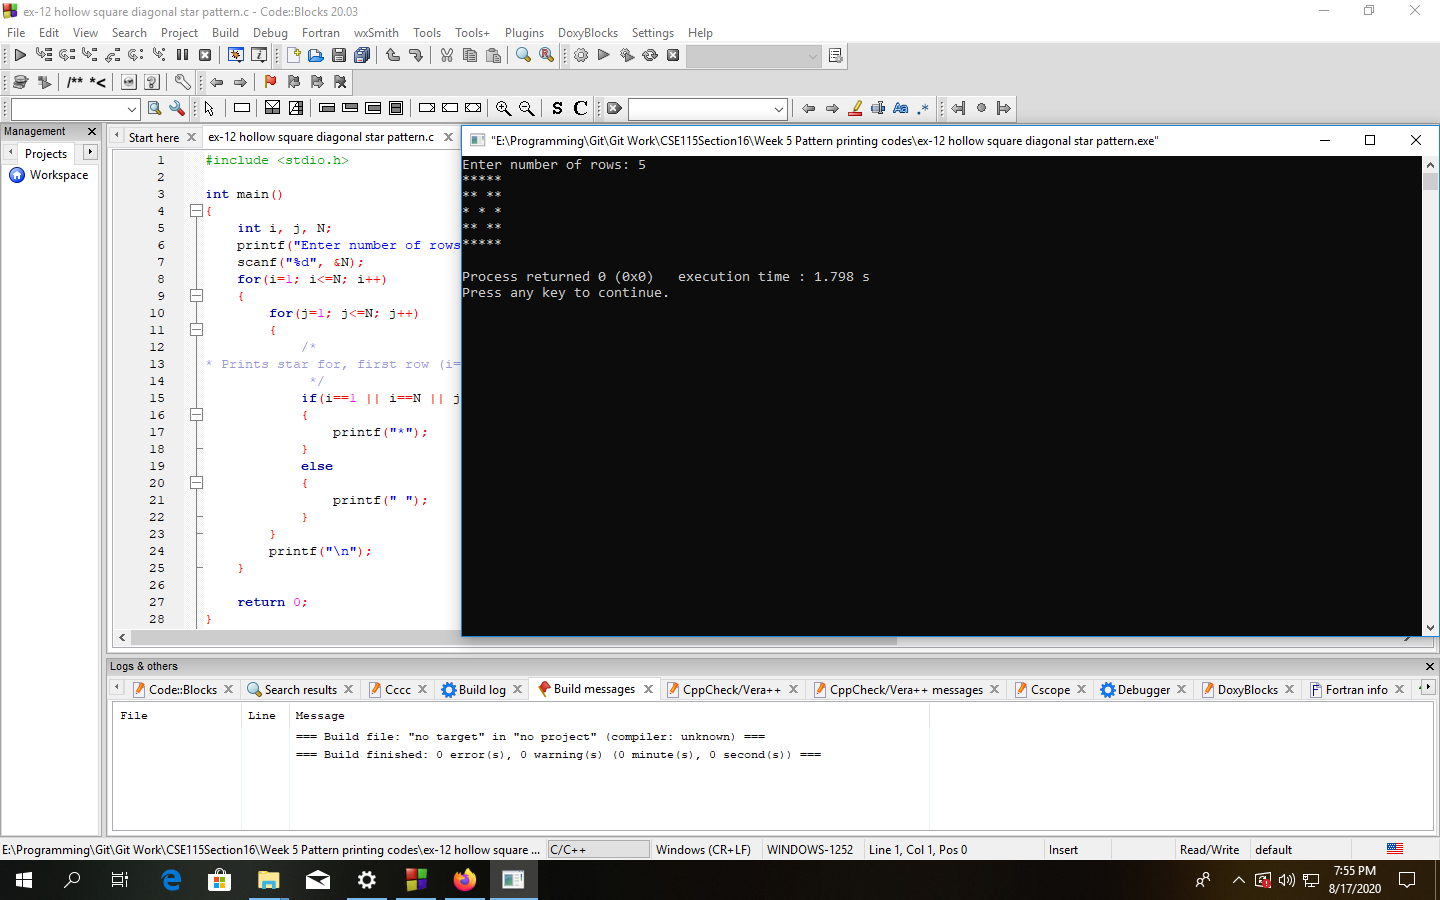 ex-12 hollow square diagonal star pattern.c - Code::Blocks 20.03
File Edit View Search Project Build Debug Fortran wxSmith Tools Tools+ Plugins DoxyBlocks Settings Help
/** *<
S C
Aa .*
Management
Projects
Workspace
Start here
ex-12 hollow square diagonal star pattern.c
1 #include <stdio.h>
2
3 int main()
4 {
5 int i, j, N;
6 printf("Enter number of rows
7 scanf("%d", &N);
8 for(i=1; i<=N; i++)
9 {
10 for(j=1; j<=N; j++)
11 {
12 /*
13 * Prints star for, first row (i=
14 */
15 if(i==1 || i==N || j
16 {
17 printf("*");
18 }
19 else
20 {
21 printf(" ");
22 }
23 }
24 printf("\n");
25 }
26
27 return 0;
28 }
"E:\Programming\Git\Git Work\CSE115Section16\Week 5 Pattern printing codes\ex-12 hollow square diagonal star pattern.exe"
Enter number of rows: 5
*****
** **
* * *
** **
*****
Process returned 0 (0x0)   execution time : 1.798 s
Press any key to continue.
Logs & others
Code::Blocks Search results Cccc Build log Build messages CppCheck/Vera++ CppCheck/Vera++ messages Cscope Debugger DoxyBlocks Fortran info
File Line Message
=== Build file: "no target" in "no project" (compiler: unknown) ===
=== Build finished: 0 error(s), 0 warning(s) (0 minute(s), 0 second(s)) ===
E:\Programming\Git\Git Work\CSE115Section16\Week 5 Pattern printing codes\ex-12 hollow square ... C/C++ Windows (CR+LF) WINDOWS-1252 Line 1, Col 1, Pos 0 Insert Read/Write default
7:55 PM
8/17/2020